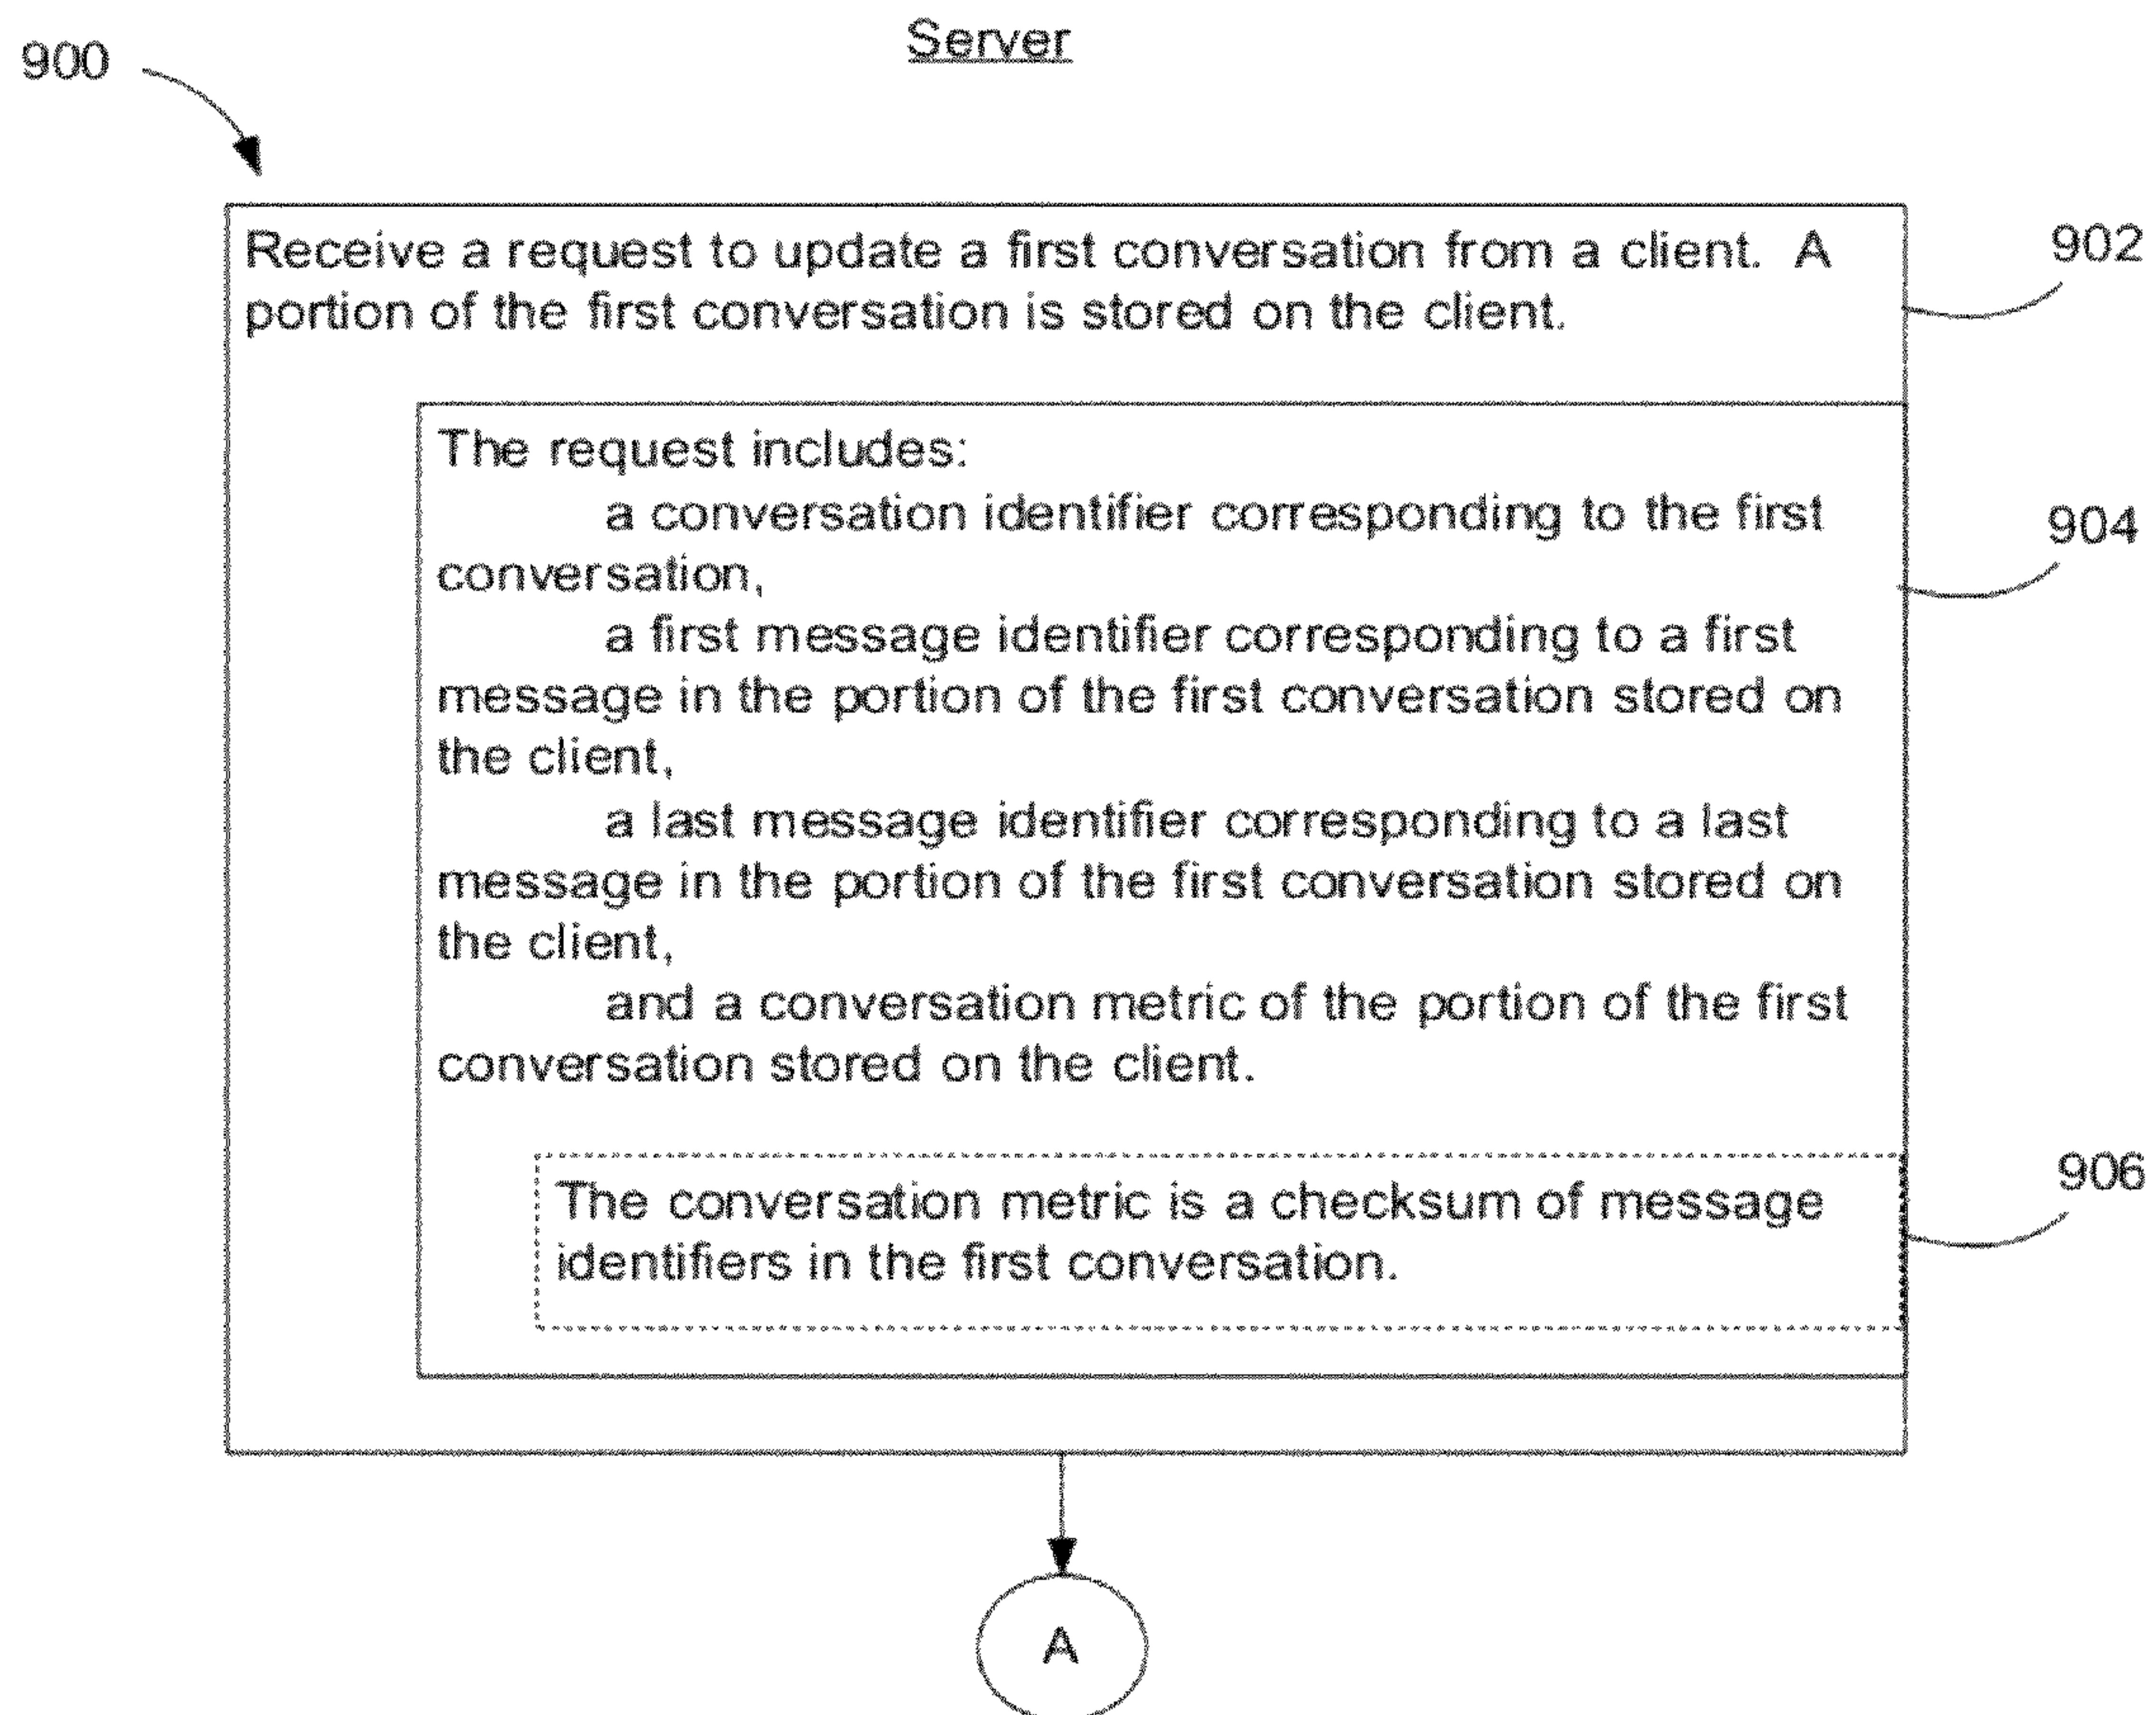 Server
900
Receive a request to update a first conversation from a client. A
portion of the first conversation is stored on the client.
902
The request includes:
a conversation identifier corresponding to the first
conversation,
904
a first message identifier corresponding to a first
message in the portion of the first conversation stored on
the client,
a last message identifier corresponding to a last
message in the portion of the first conversation stored on
the client,
and a conversation metric of the portion of the first
conversation stored on the client.
The conversation metric is a checksum of message
identifiers in the first conversation.
906
A